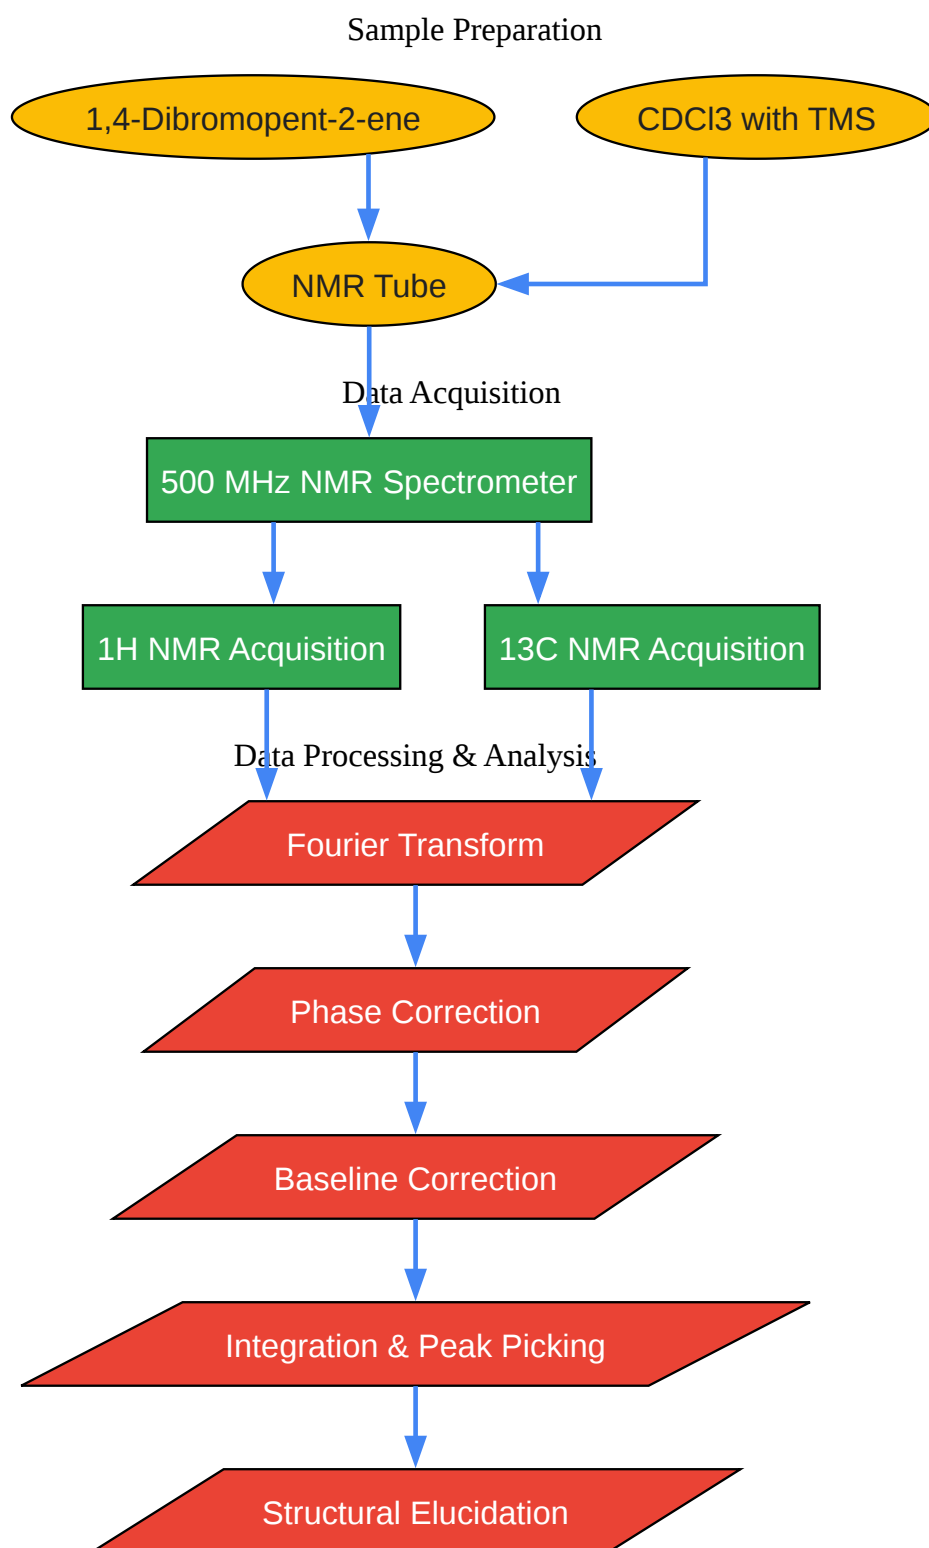 Sample Preparation
1,4-Dibromopent-2-ene
CDCl3 with TMS
NMR Tube
Data Acquisition
500 MHz NMR Spectrometer
1H NMR Acquisition
13C NMR Acquisition
Data Processing & Analysis
Fourier Transform
Phase Correction
Baseline Correction
Integration & Peak Picking
Structural Elucidation